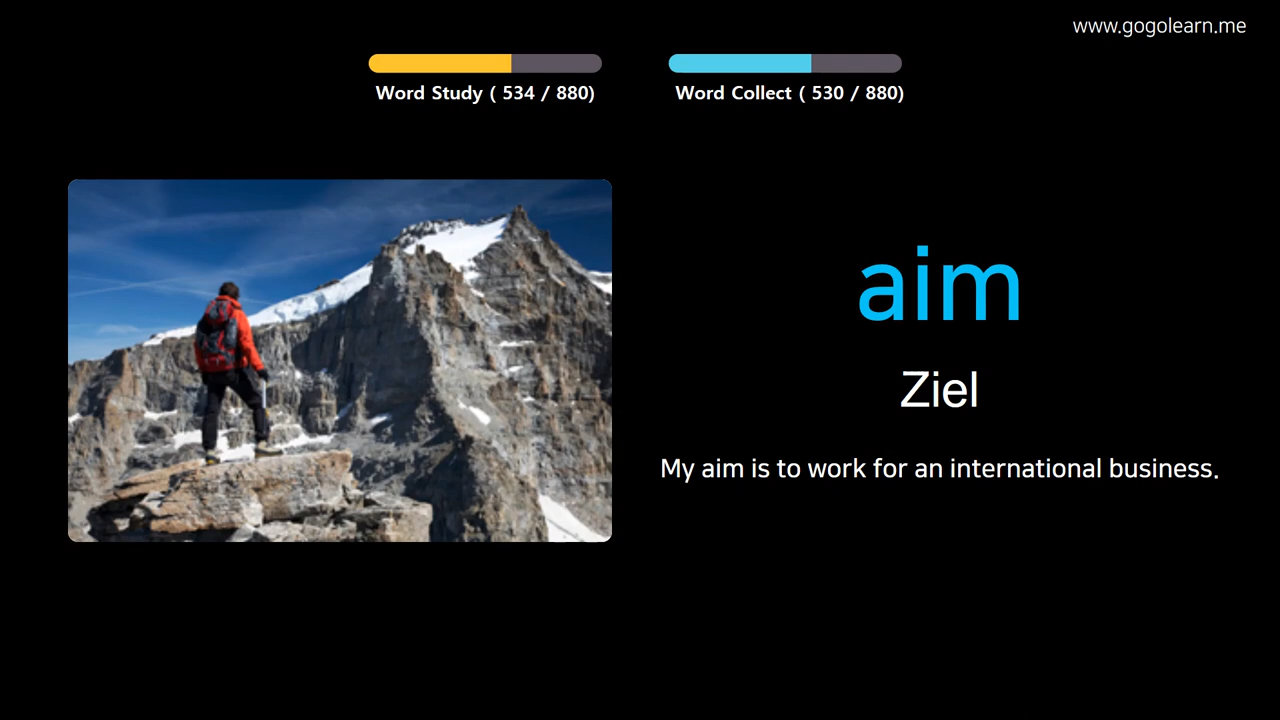 www.gogolearn.me
Word Study ( 534 / 880)
Word Collect ( 530 / 880)
aim
Ziel
My aim is to work for an international business.